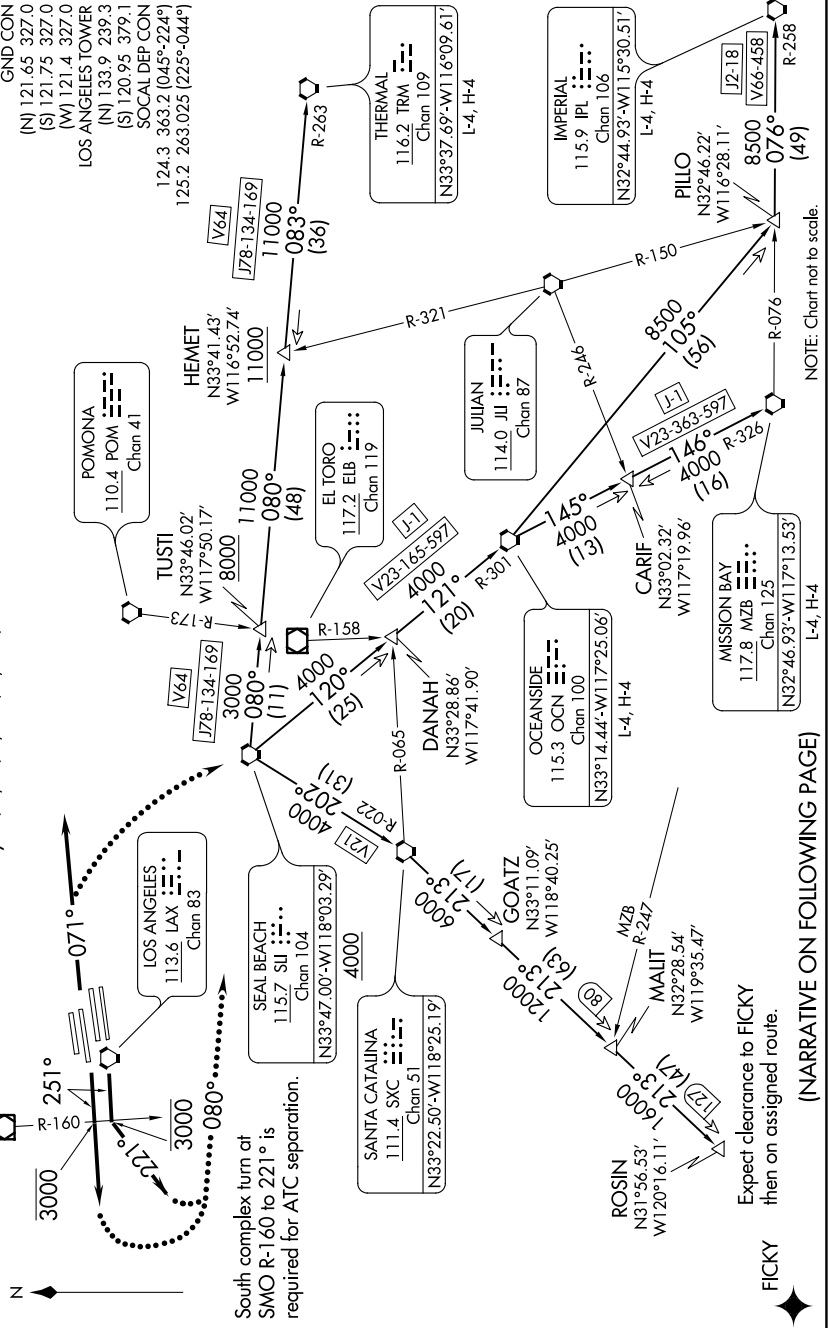 GND CON
(N) 121.65 327.0
(S) 121.75 327.0
(W) 121.4 327.0
LOS ANGELES TOWER
(N) 133.9 239.3
(S) 120.95 379.1
SOCAL DEP CON
124.3 363.2 (045°-224°)
125.2 263.025 (225°-044°)
N
R-160
3000
251°
3000
221°
080°
071°
LOS ANGELES
113.6 LAX
Chan 83
South complex turn at
SMO R-160 to 221° is
required for ATC separation.
POMONA
110.4 POM
Chan 41
R-173
TUSTI
N33°46.02'
W117°50.17'
8000
V64
J78-134-169
3000
080°
(11)
11000
080°
(48)
HEMET
N33°41.43'
W116°52.74'
11000
V64
J78-134-169
11000
083°
(36)
R-263
THERMAL
116.2 TRM
Chan 109
N33°37.69'-W116°09.61'
L-4, H-4
EL TORO
117.2 ELB
Chan 119
R-158
SEAL BEACH
115.7 SLI
Chan 104
N33°47.00'-W118°03.29'
4000
4000
120°
(25)
DANAH
N33°28.86'
W117°41.90'
R-065
4000
202°
(31)
R-022
V21
SANTA CATALINA
111.4 SXC
Chan 51
N33°22.50'-W118°25.19'
J-1
V23-165-597
4000
121°
(20)
R-301
OCEANSIDE
115.3 OCN
Chan 100
N33°14.44'-W117°25.06'
L-4, H-4
JULIAN
114.0 JLI
Chan 87
R-321
R-246
R-150
145°
4000
(13)
CARIF
N33°02.32'
W117°19.96'
J-1
V23-363-597
146°
4000
(16)
R-326
MISSION BAY
117.8 MZB
Chan 125
N32°46.93'-W117°13.53'
L-4, H-4
8500
105°
(56)
R-076
PILLO
N32°46.22'
W116°28.11'
8500
076°
(49)
J2-18
V66-458
R-258
IMPERIAL
115.9 IPL
Chan 106
N32°44.93'-W115°30.51'
L-4, H-4
6000
213°
(17)
GOATZ
N33°11.09'
W118°40.25'
12000
213°
(63)
80
MZB
R-247
MALIT
N32°28.54'
W119°35.47'
16000
213°
(47)
127
ROSIN
N31°56.53'
W120°16.11'
FICKY
Expect clearance to FICKY
then on assigned route.
NOTE: Chart not to scale.
(NARRATIVE ON FOLLOWING PAGE)